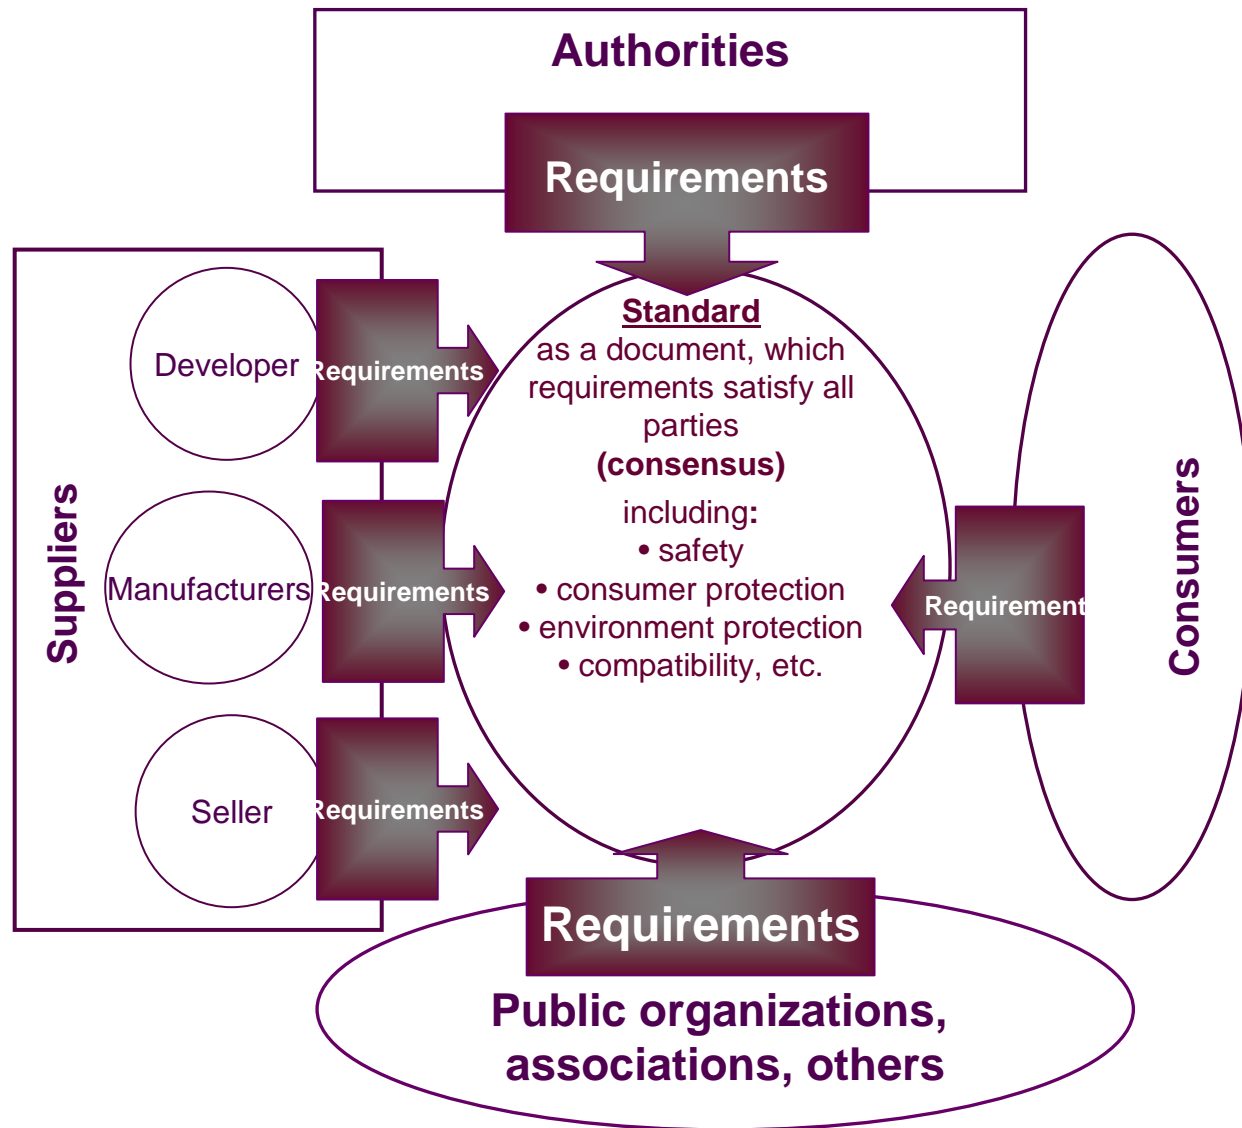 Authorities
Requirements
Suppliers
Developer
Requirements
Manufacturers
Requirements
Seller
Requirements
Standard
as a document, which
requirements satisfy all
parties
(consensus)
including:
• safety
• consumer protection
• environment protection
• compatibility, etc.
Requirement
Consumers
Requirements
Public organizations,
associations, others